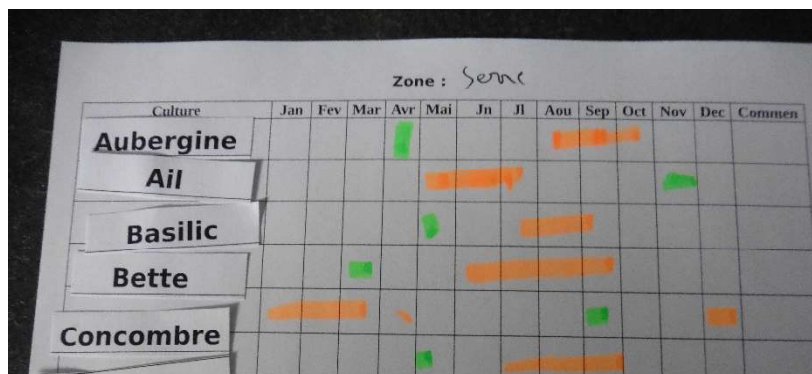 Zone : Serre
Culture Jan Fev Mar Avr Mai Jn Jl Aou Sep Oct Nov Dec Commen
Aubergine
Ail
Basilic
Bette
Concombre